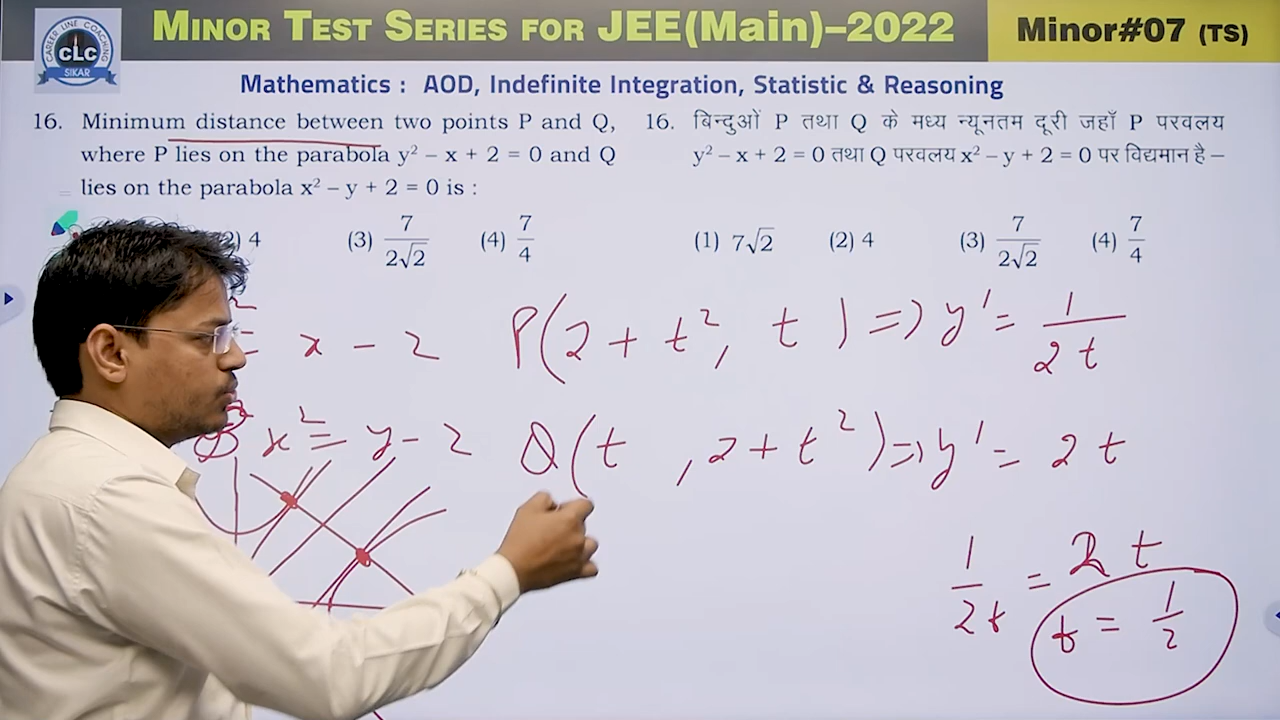 MINOR TEST SERIES FOR JEE(MAIN)–2022
Minor#07 (TS)
CAREER LINE COACHING
CLC
SIKAR
Mathematics : AOD, Indefinite Integration, Statistic & Reasoning
16. Minimum distance between two points P and Q,
where P lies on the parabola y² – x + 2 = 0 and Q
lies on the parabola x² – y + 2 = 0 is :
2) 4 (3) 7/2√2 (4) 7/4
16. बिन्दुओं P तथा Q के मध्य न्यूनतम दूरी जहाँ P परवलय
y² – x + 2 = 0 तथा Q परवलय x² – y + 2 = 0 पर विद्यमान है –
(1) 7√2 (2) 4 (3) 7/2√2 (4) 7/4
² = x – 2 P(2 + t², t) ⇒ y' = 1/2t
x² = y – 2 Q(t, 2 + t²) ⇒ y' = 2t
1/2t = 2t
t = 1/2